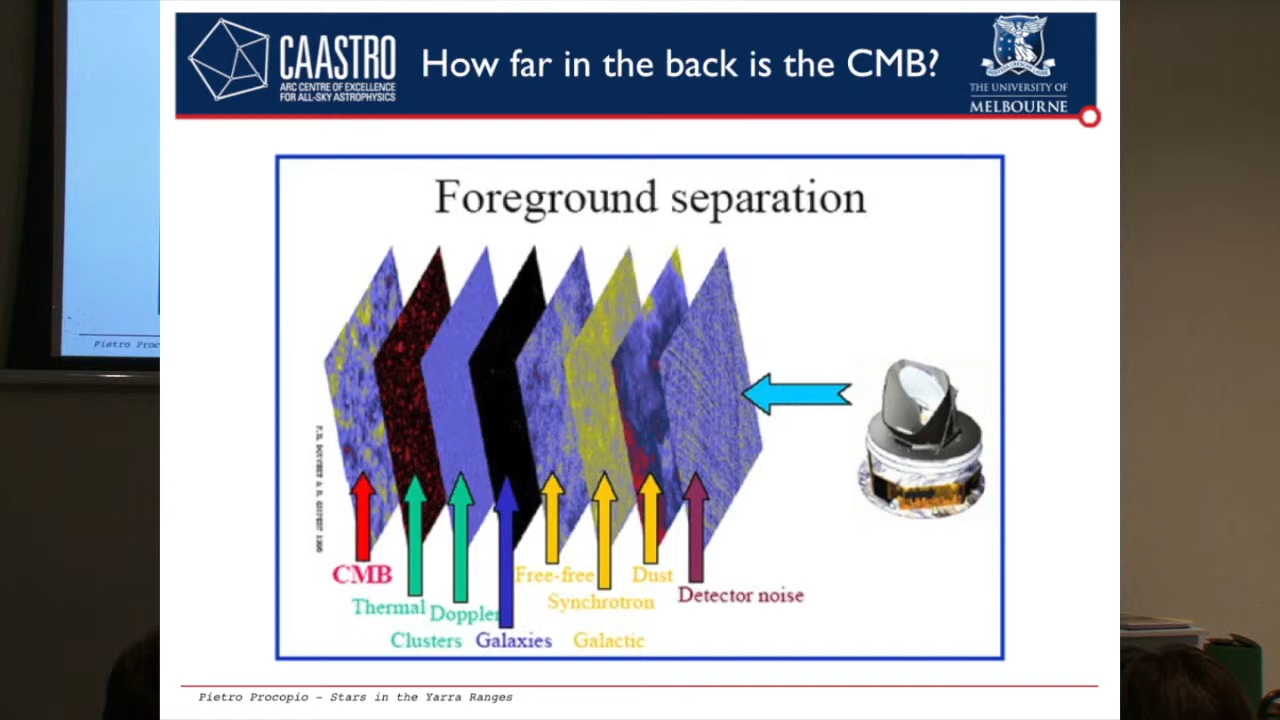 CAASTRO
ARC CENTRE OF EXCELLENCE
FOR ALL-SKY ASTROPHYSICS
How far in the back is the CMB?
THE UNIVERSITY OF
MELBOURNE
Foreground separation
CMB
Free-free
Dust
Synchrotron
Detector noise
Thermal Doppler
Clusters Galaxies Galactic
Pietro Procopio - Stars in the Yarra Ranges
Pietro Proc